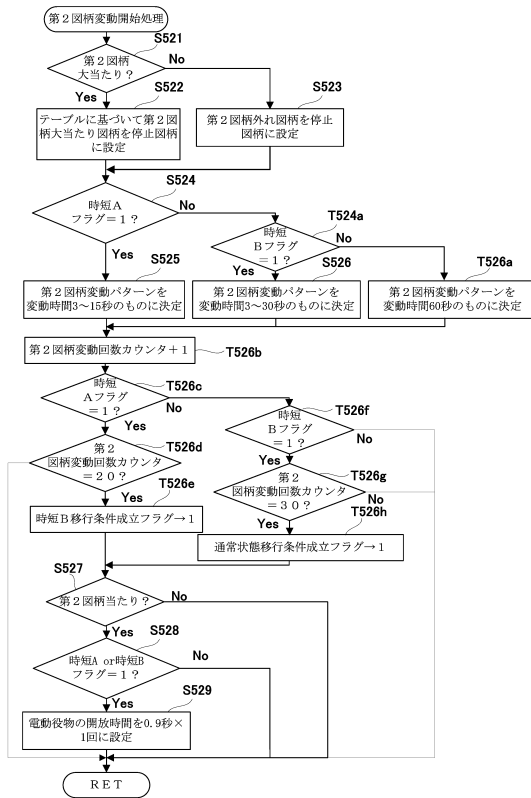 第２図柄変動開始処理
S521
第２図柄
大当たり？
No
Yes
S522
S523
テーブルに基づいて第２図
柄大当たり図柄を停止図柄
に設定
第２図柄外れ図柄を停止
図柄に設定
S524
時短Ａ
フラグ＝１？
No
Yes
T524a
時短
Ｂフラグ
＝１？
No
Yes
S525
S526
T526a
第２図柄変動パターンを
変動時間3～15秒のものに決定
第２図柄変動パターンを
変動時間3～30秒のものに決定
第２図柄変動パターンを
変動時間60秒のものに決定
第２図柄変動回数カウンタ＋１
T526b
T526c
時短
Ａフラグ
＝１？
No
Yes
T526f
時短
Ｂフラグ
＝１？
No
Yes
T526d
第２
図柄変動回数カウンタ
＝２０？
Yes
T526g
第２
図柄変動回数カウンタ
＝３０？
No
Yes
T526e
時短Ｂ移行条件成立フラグ→１
T526h
通常状態移行条件成立フラグ→１
S527
第２図柄当たり？
No
Yes
S528
時短A or時短B
フラグ＝１？
No
Yes
S529
電動役物の開放時間を0.9秒×
1回に設定
ＲＥＴ